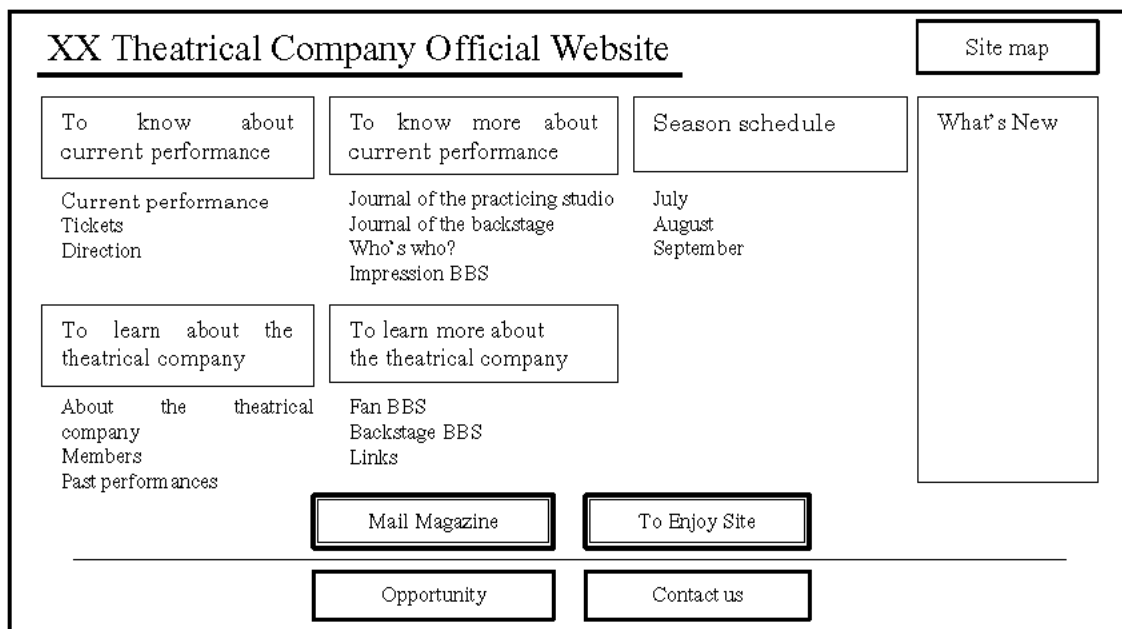 XX Theatrical Company Official Website
Site map
To know about
current performance
Current performance
Tickets
Direction
To know more about
current performance
Journal of the practicing studio
Journal of the backstage
Who's who?
Impression BBS
Season schedule
July
August
September
What's New
To learn about the
theatrical company
About the theatrical
company
Members
Past performances
To learn more about
the theatrical company
Fan BBS
Backstage BBS
Links
Mail Magazine
To Enjoy Site
Opportunity
Contact us